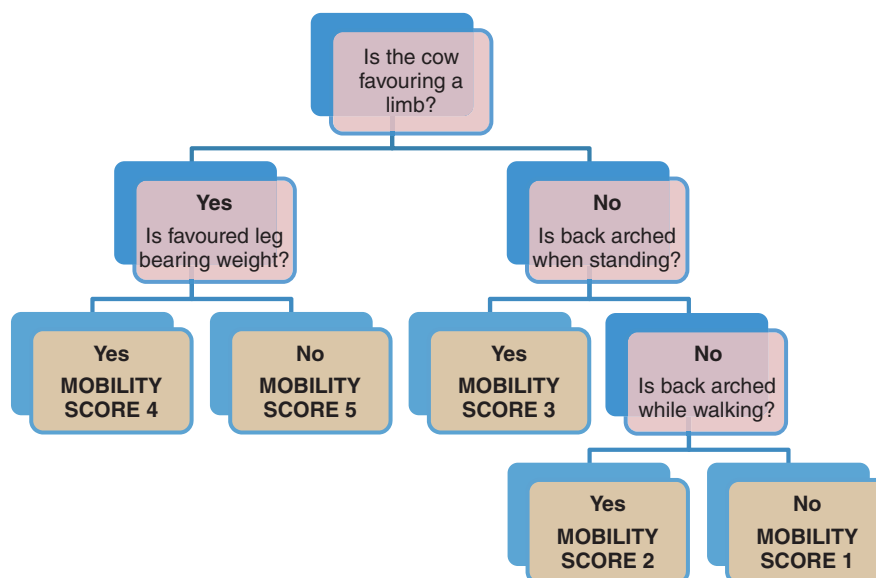 Is the cow
favouring a
limb?
Yes
Is favoured leg
bearing weight?
No
Is back arched
when standing?
Yes
MOBILITY
SCORE 4
No
MOBILITY
SCORE 5
Yes
MOBILITY
SCORE 3
No
Is back arched
while walking?
Yes
MOBILITY
SCORE 2
No
MOBILITY
SCORE 1